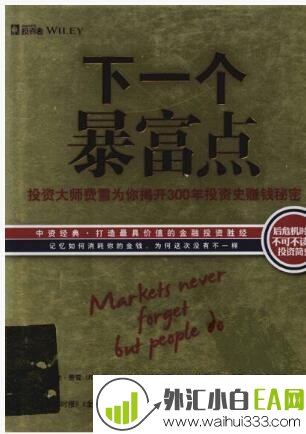 投资者 WILEY
下一个
暴富点
投资大师费雪为你揭开300年投资史赚钱秘密
中资经典·打造最具价值的金融投资胜经
记忆如何消耗你的金钱，为何这次没有不一样
后危机时
不可不读
投资简
Markets never
forget
but people do
外汇小白EA网
www.waihui333.com